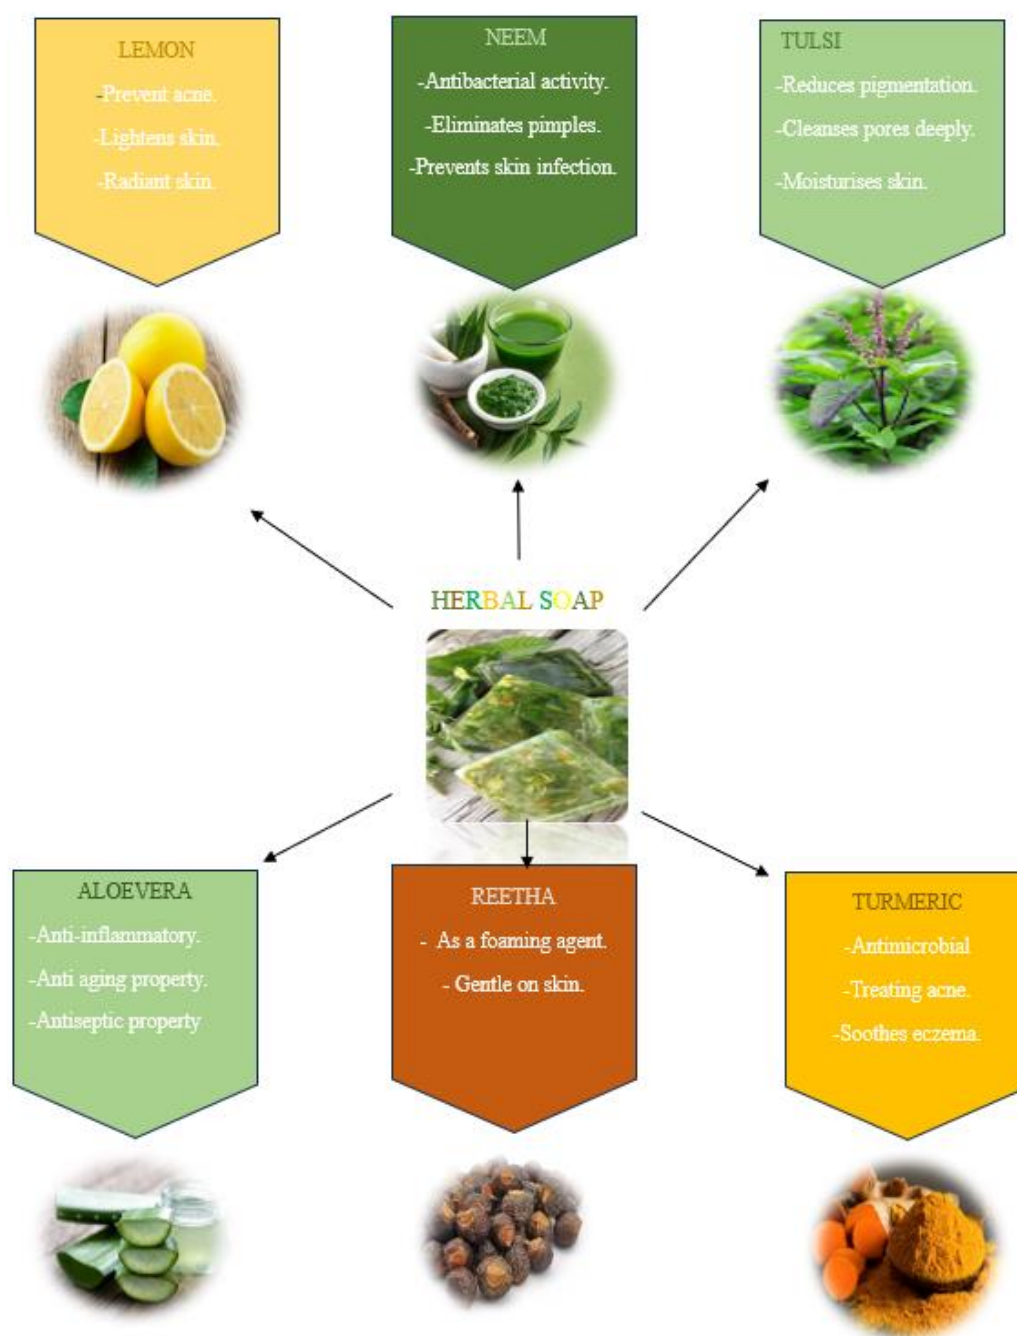 LEMON
-Prevent acne.
-Lightens skin.
-Radiant skin.
NEEM
-Antibacterial activity.
-Eliminates pimples.
-Prevents skin infection.
TULSI
-Reduces pigmentation.
-Cleanses pores deeply.
-Moisturises skin.
HERBAL SOAP
ALOEVERA
-Anti-inflammatory.
-Anti aging property.
-Antiseptic property
REETHA
- As a foaming agent.
- Gentle on skin.
TURMERIC
-Antimicrobial
-Treating acne.
-Soothes eczema.